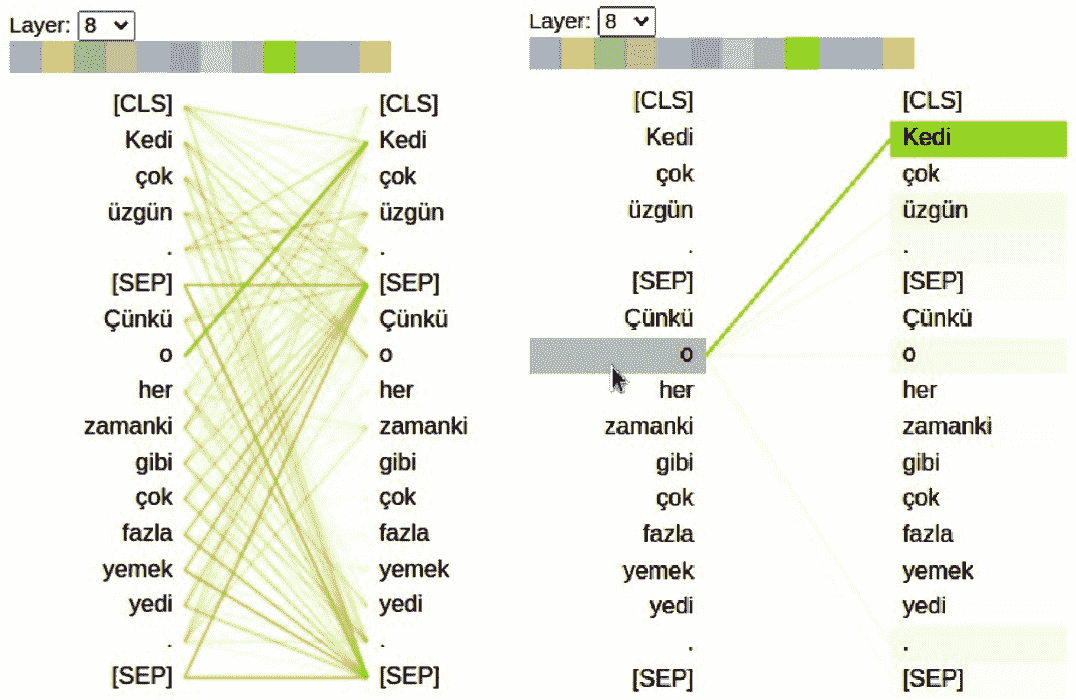 Layer: 8
[CLS] [CLS]
Kedi Kedi
çok çok
üzgün üzgün
. .
[SEP] [SEP]
Çünkü Çünkü
o o
her her
zamanki zamanki
gibi gibi
çok çok
fazla fazla
yemek yemek
yedi yedi
. .
[SEP] [SEP]
Layer: 8
[CLS] [CLS]
Kedi Kedi
çok çok
üzgün üzgün
. .
[SEP] [SEP]
Çünkü Çünkü
o o
her her
zamanki zamanki
gibi gibi
çok çok
fazla fazla
yemek yemek
yedi yedi
. .
[SEP] [SEP]